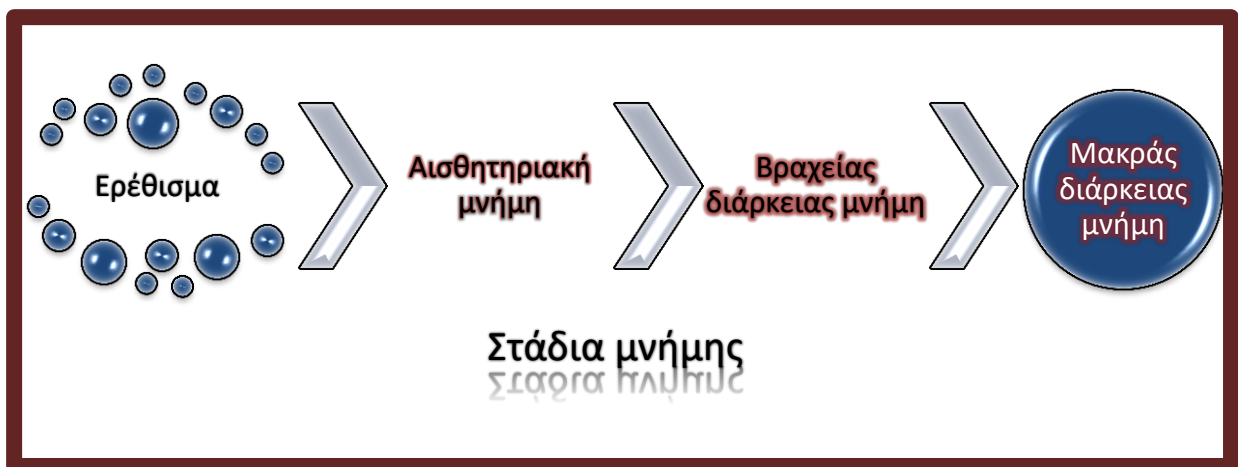 Ερέθισμα
Αισθητηριακή
μνήμη
Βραχείας
διάρκειας μνήμη
Μακράς
διάρκειας
μνήμη
Στάδια μνήμης